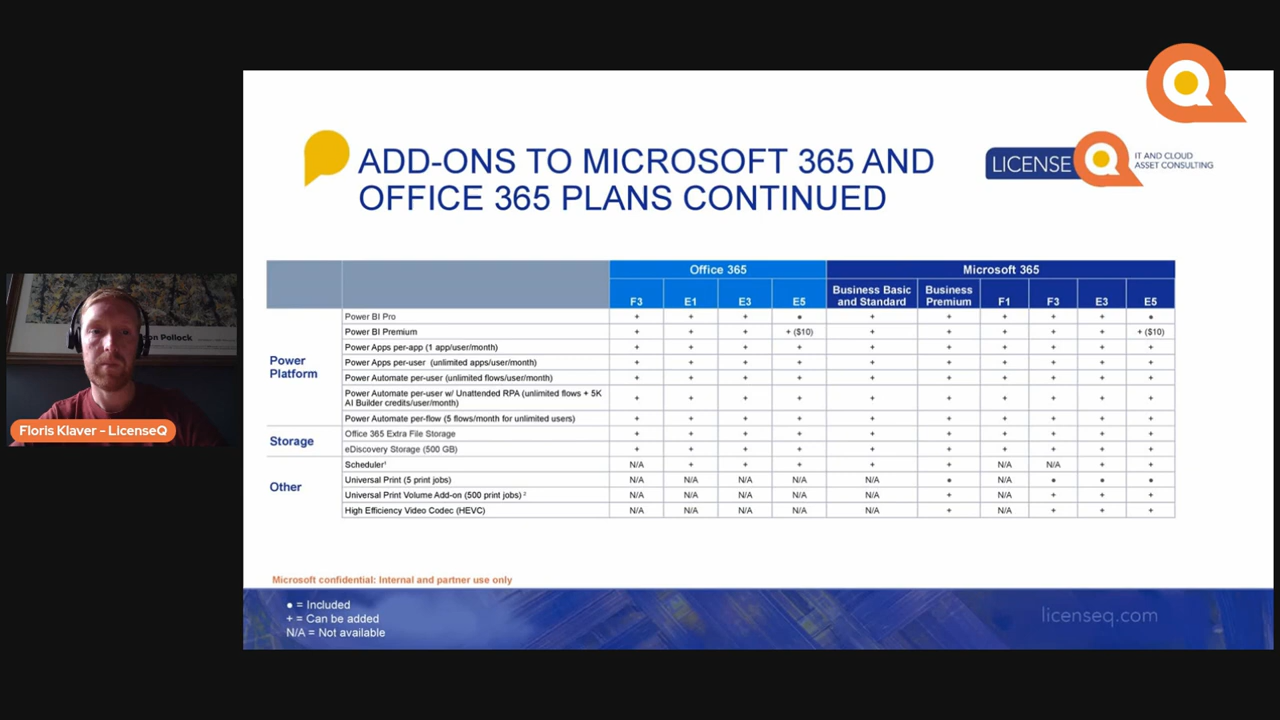 ADD-ONS TO MICROSOFT 365 AND
OFFICE 365 PLANS CONTINUED
LICENSE
IT AND CLOUD
ASSET CONSULTING
Office 365 Microsoft 365
F3 E1 E3 E5 Business Basic and Standard Business Premium F1 F3 E3 E5
Power Platform
Power BI Pro + + + ● + + + + + ●
Power BI Premium + + + + ($10) + + + + + + ($10)
Power Apps per-app (1 app/user/month) + + + + + + + + + +
Power Apps per-user (unlimited apps/user/month) + + + + + + + + + +
Power Automate per-user (unlimited flows/user/month) + + + + + + + + + +
Power Automate per-user w/ Unattended RPA (unlimited flows + 5K
AI Builder credits/user/month) + + + + + + + + + +
Power Automate per-flow (5 flows/month for unlimited users) + + + + + + + + + +
Storage
Office 365 Extra File Storage + + + + + + + + + +
eDiscovery Storage (500 GB) + + + + + + + + + +
Other
Scheduler¹ N/A + + + + + N/A N/A + +
Universal Print (5 print jobs) N/A N/A N/A N/A N/A ● N/A ● ● ●
Universal Print Volume Add-on (500 print jobs) ² N/A N/A N/A N/A N/A + N/A + + +
High Efficiency Video Codec (HEVC) N/A N/A N/A N/A N/A + N/A + + +
on Pollock
Floris Klaver – LicenseQ
Microsoft confidential: Internal and partner use only
● = Included
+ = Can be added
N/A = Not available
licenseq.com